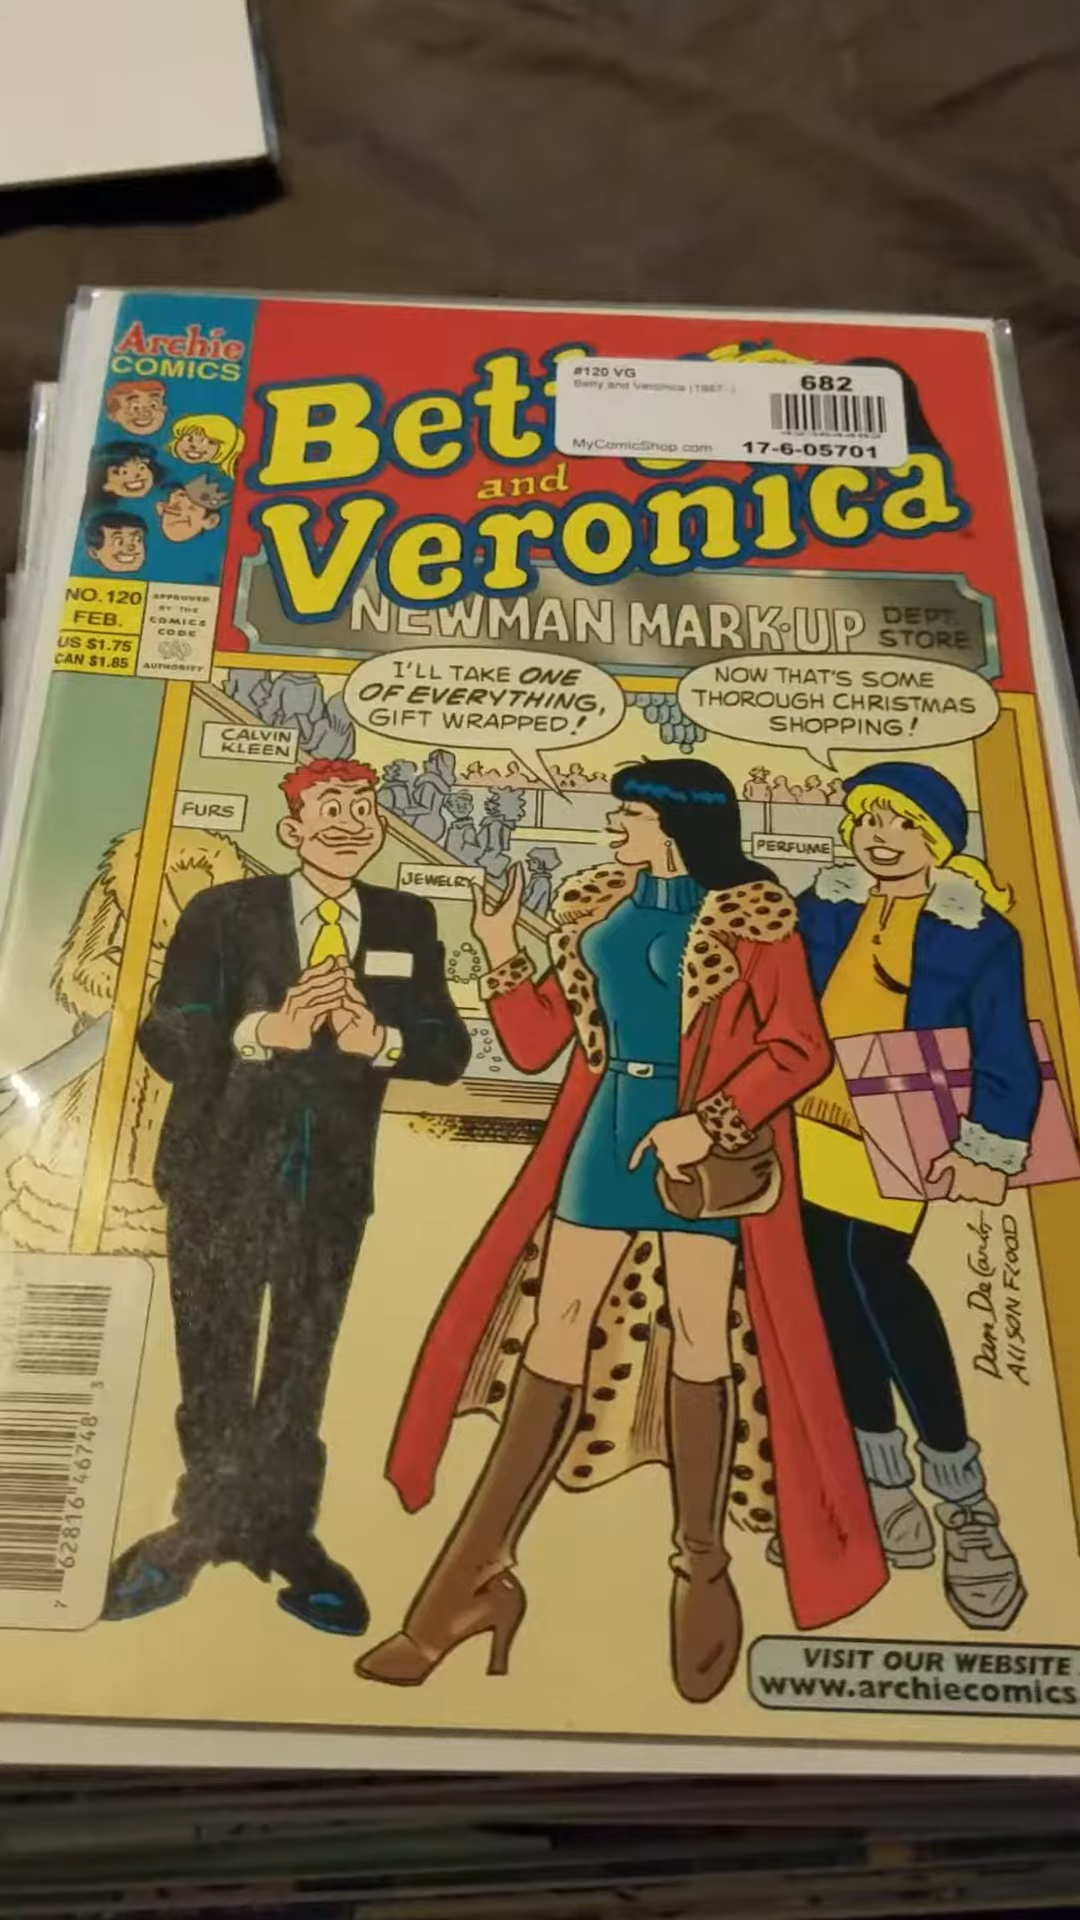 Archie
COMICS
#120 VG
Betty and Veronica (1987- )
682
MyComicShop.com
17-6-05701
Bett
and
Veronica
NO. 120
FEB.
US $1.75
CAN $1.85
APPROVED
BY THE
COMICS
CODE
AUTHORITY
NEWMAN MARK-UP DEPT.
STORE
I'LL TAKE ONE
OF EVERYTHING,
GIFT WRAPPED!
NOW THAT'S SOME
THOROUGH CHRISTMAS
SHOPPING!
CALVIN
KLEEN
FURS
JEWELRY
PERFUME
Dan DeCarlo
ALISON FLOOD
7 62816 46748 3
VISIT OUR WEBSITE
www.archiecomics